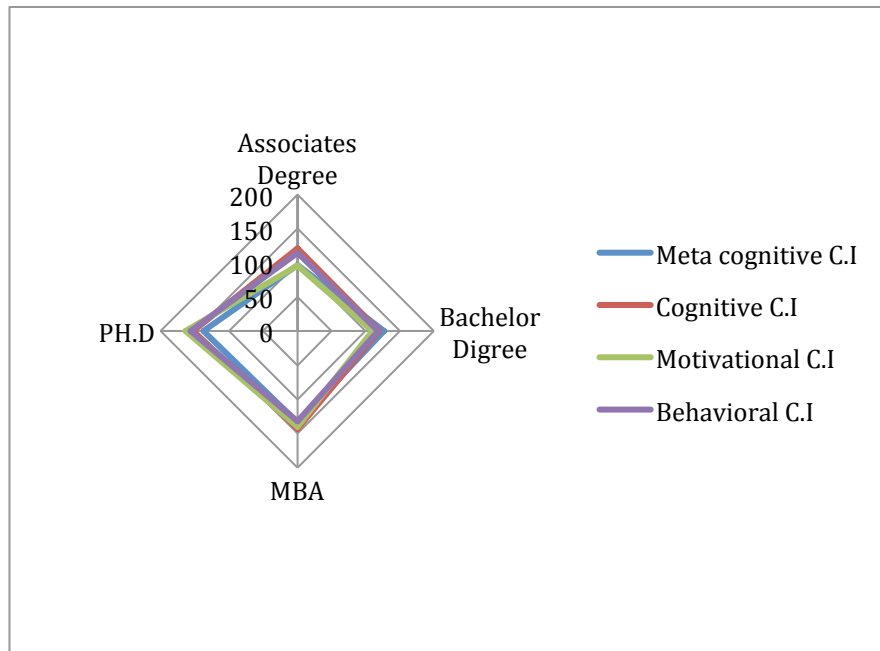 Associates
Degree
200
150
100
50
0
PH.D
Bachelor
Digree
MBA
Meta cognitive C.I
Cognitive C.I
Motivational C.I
Behavioral C.I